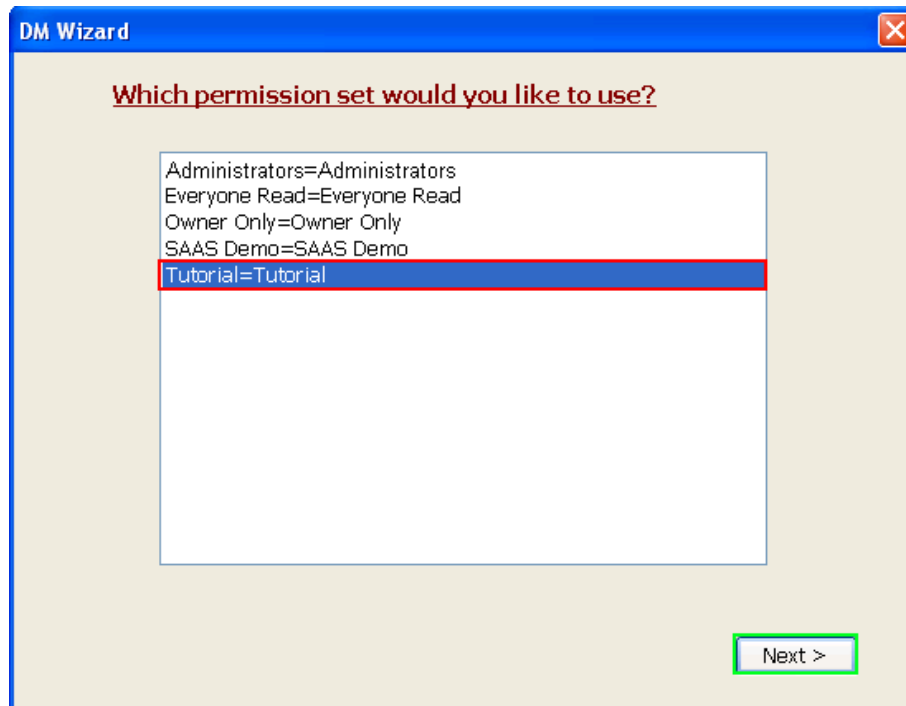 DM Wizard
Which permission set would you like to use?
Administrators=Administrators
Everyone Read=Everyone Read
Owner Only=Owner Only
SAAS Demo=SAAS Demo
Tutorial=Tutorial
Next >